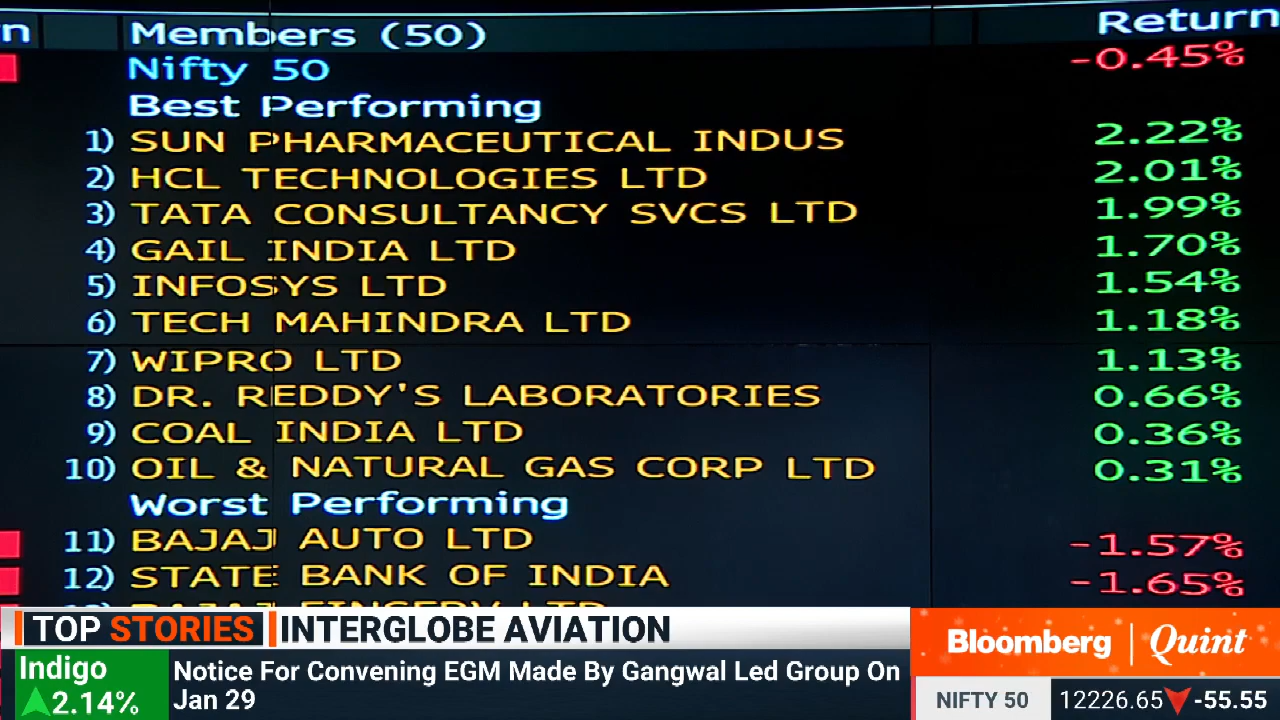 n Members (50) Return
Nifty 50 -0.45%
Best Performing
1) SUN PHARMACEUTICAL INDUS 2.22%
2) HCL TECHNOLOGIES LTD 2.01%
3) TATA CONSULTANCY SVCS LTD 1.99%
4) GAIL INDIA LTD 1.70%
5) INFOSYS LTD 1.54%
6) TECH MAHINDRA LTD 1.18%
7) WIPRO LTD 1.13%
8) DR. REDDY'S LABORATORIES 0.66%
9) COAL INDIA LTD 0.36%
10) OIL & NATURAL GAS CORP LTD 0.31%
Worst Performing
11) BAJAJ AUTO LTD -1.57%
12) STATE BANK OF INDIA -1.65%
BAJAJ FINSERV LTD
TOP STORIES INTERGLOBE AVIATION
Indigo
2.14%
Notice For Convening EGM Made By Gangwal Led Group On
Jan 29
Bloomberg | Quint
NIFTY 50 12226.65 -55.55